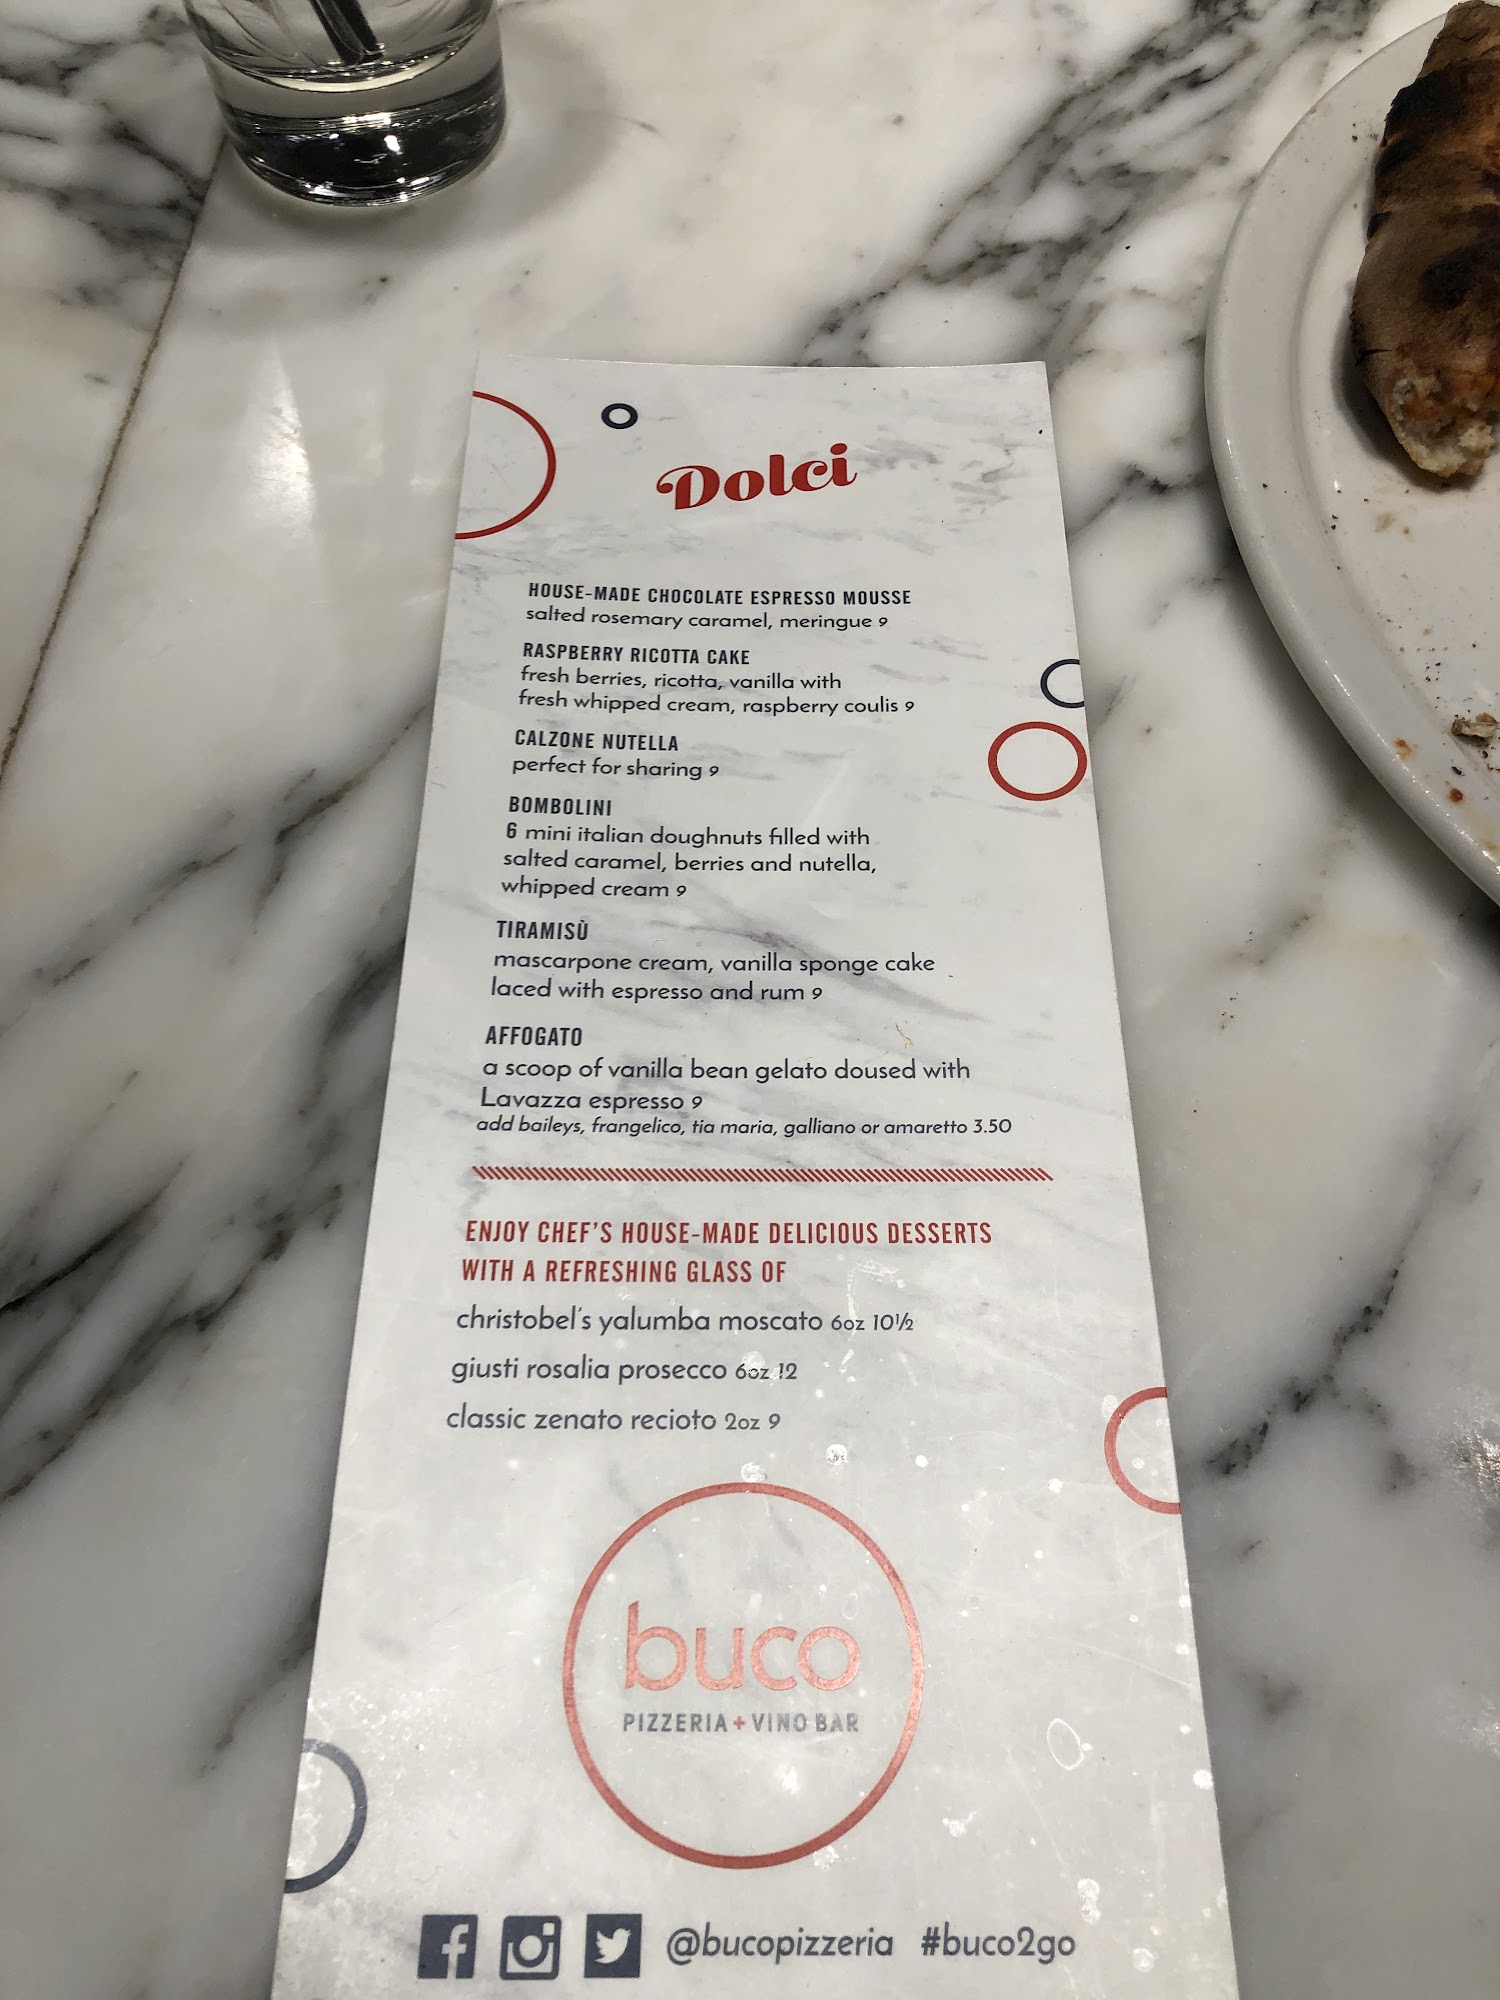 Dolci
HOUSE-MADE CHOCOLATE ESPRESSO MOUSSE
salted rosemary caramel, meringue 9
RASPBERRY RICOTTA CAKE
fresh berries, ricotta, vanilla with
fresh whipped cream, raspberry coulis 9
CALZONE NUTELLA
perfect for sharing 9
BOMBOLINI
6 mini italian doughnuts filled with
salted caramel, berries and nutella,
whipped cream 9
TIRAMISÙ
mascarpone cream, vanilla sponge cake
laced with espresso and rum 9
AFFOGATO
a scoop of vanilla bean gelato doused with
Lavazza espresso 9
add baileys, frangelico, tia maria, galliano or amaretto 3.50
ENJOY CHEF'S HOUSE-MADE DELICIOUS DESSERTS
WITH A REFRESHING GLASS OF
christobel's yalumba moscato 6oz 10½
giusti rosalia prosecco 6oz 12
classic zenato recioto 2oz 9
buco
PIZZERIA + VINO BAR
@bucopizzeria #buco2go